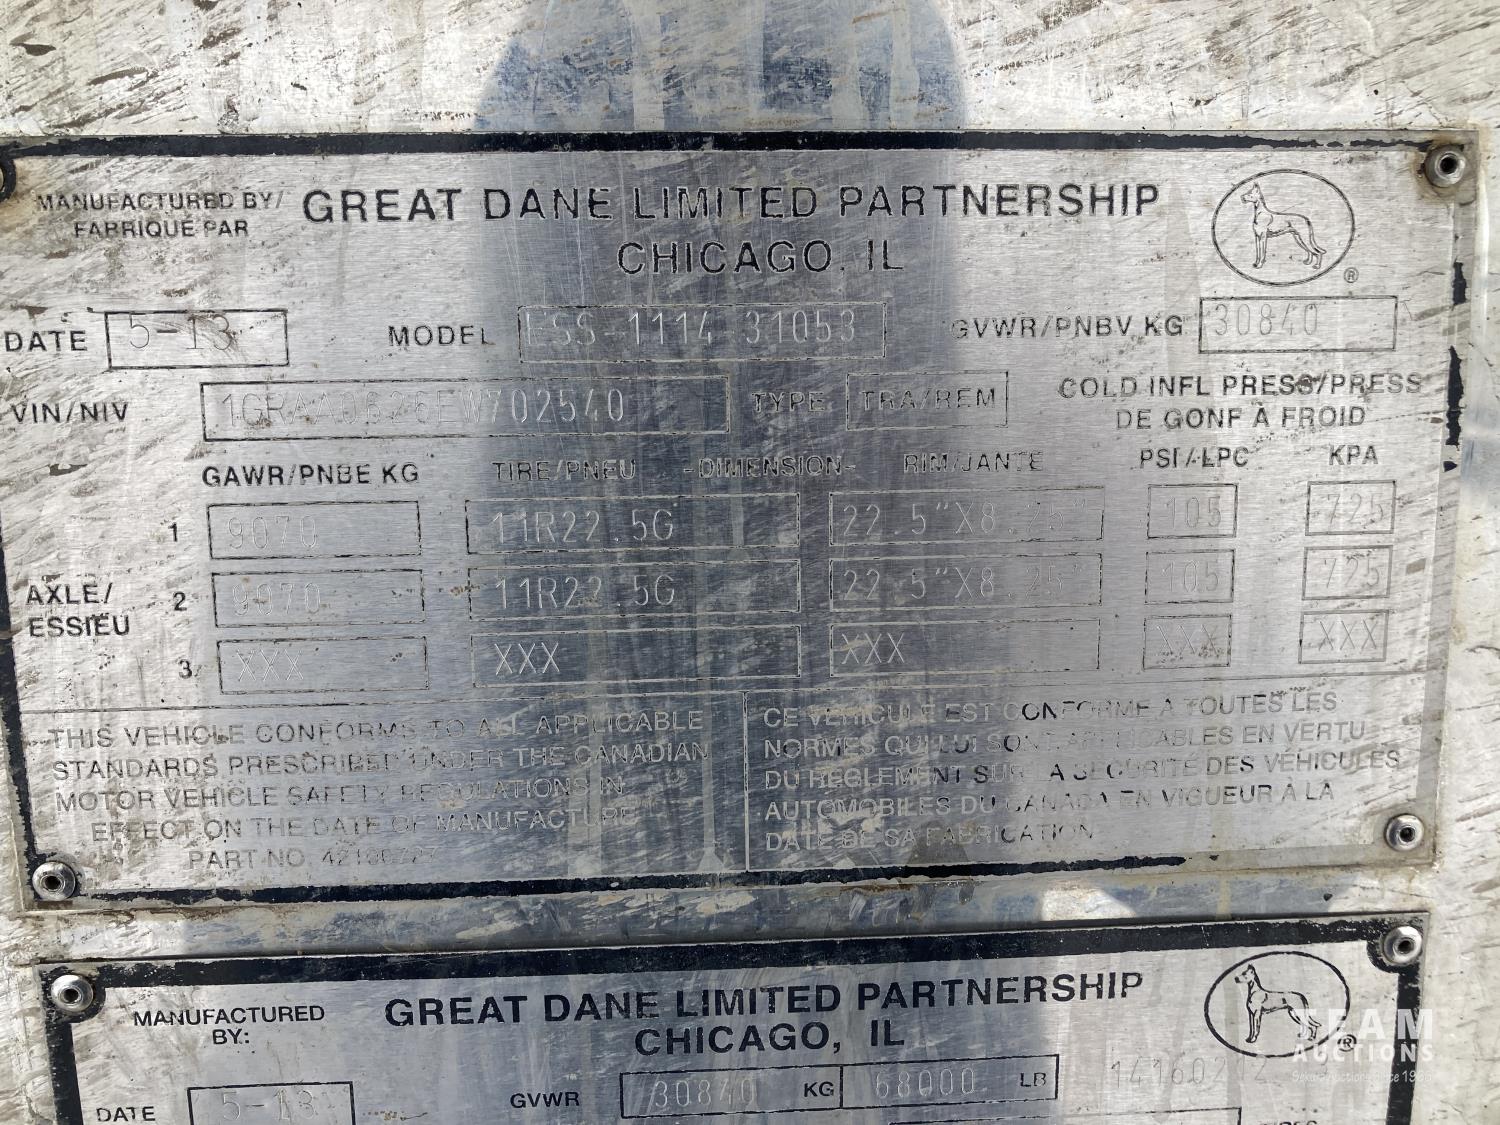 MANUFACTURED BY/ GREAT DANE LIMITED PARTNERSHIP
FABRIQUÉ PAR
CHICAGO, IL
®
DATE 5-13 MODEL ESS-1114 31053 GVWR/PNBV KG 30840
VIN/NIV 1GRAA0626EW702540 TYPE TRA/REM COLD INFL PRESS/PRESS
DE GONF À FROID
GAWR/PNBE KG TIRE/PNEU -DIMENSION- RIM/JANTE PSI/LPC KPA
1 9070 11R22.5G 22.5"X8.25" 105 725
AXLE/
ESSIEU
2 9070 11R22.5G 22.5"X8.25" 105 725
3 XXX XXX XXX XXX XXX
THIS VEHICLE CONFORMS TO ALL APPLICABLE
STANDARDS PRESCRIBED UNDER THE CANADIAN
MOTOR VEHICLE SAFETY REGULATIONS IN
EFFECT ON THE DATE OF MANUFACTURE
PART NO.
CE VÉHICULE EST CONFORME À TOUTES LES
NORMES QUI LUI SONT APPLICABLES EN VERTU
DU RÈGLEMENT SUR LA SÉCURITÉ DES VÉHICULES
AUTOMOBILES DU CANADA EN VIGUEUR À LA
DATE DE SA FABRICATION
MANUFACTURED
BY:
GREAT DANE LIMITED PARTNERSHIP
CHICAGO, IL
®
TEAM
AUCTIONS
DATE 5-13 GVWR 30840 KG 68000 LB